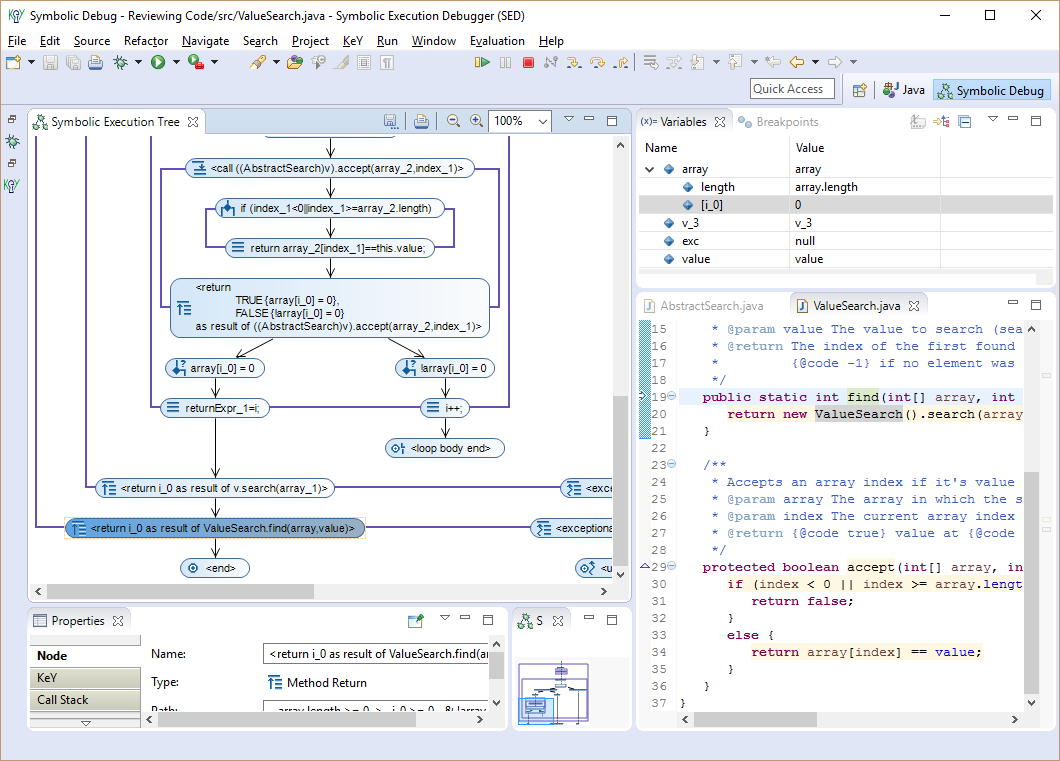 Symbolic Debug - Reviewing Code/src/ValueSearch.java - Symbolic Execution Debugger (SED)
File Edit Source Refactor Navigate Search Project KeY Run Window Evaluation Help
Quick Access
Java
Symbolic Debug
KeY
Symbolic Execution Tree
100%
<call ((AbstractSearch)v).accept(array_2,index_1)>
if (index_1<0||index_1>=array_2.length)
return array_2[index_1]==this.value;
<return
TRUE {array[i_0] = 0},
FALSE {!array[i_0] = 0}
as result of ((AbstractSearch)v).accept(array_2,index_1)>
array[i_0] = 0
!array[i_0] = 0
returnExpr_1=i;
i++;
<loop body end>
<return i_0 as result of v.search(array_1)>
<exce
<return i_0 as result of ValueSearch.find(array,value)>
<exceptiona
<end>
<u
Properties
Node
KeY
Call Stack
Name:
<return i_0 as result of ValueSearch.find(ar
Type:
Method Return
Path:
S
(x)= Variables
Breakpoints
Name Value
array array
length array.length
[i_0] 0
v_3 v_3
exc null
value value
AbstractSearch.java
ValueSearch.java
15 * @param value The value to search (sea
16 * @return The index of the first found
17 * {@code -1} if no element was
18 */
19 public static int find(int[] array, int
20 return new ValueSearch().search(array
21 }
22
23 /**
24 * Accepts an array index if it's value
25 * @param array The array in which the s
26 * @param index The current array index
27 * @return {@code true} value at {@code
28 */
29 protected boolean accept(int[] array, in
30 if (index < 0 || index >= array.lengt
31 return false;
32 }
33 else {
34 return array[index] == value;
35 }
36 }
37 }